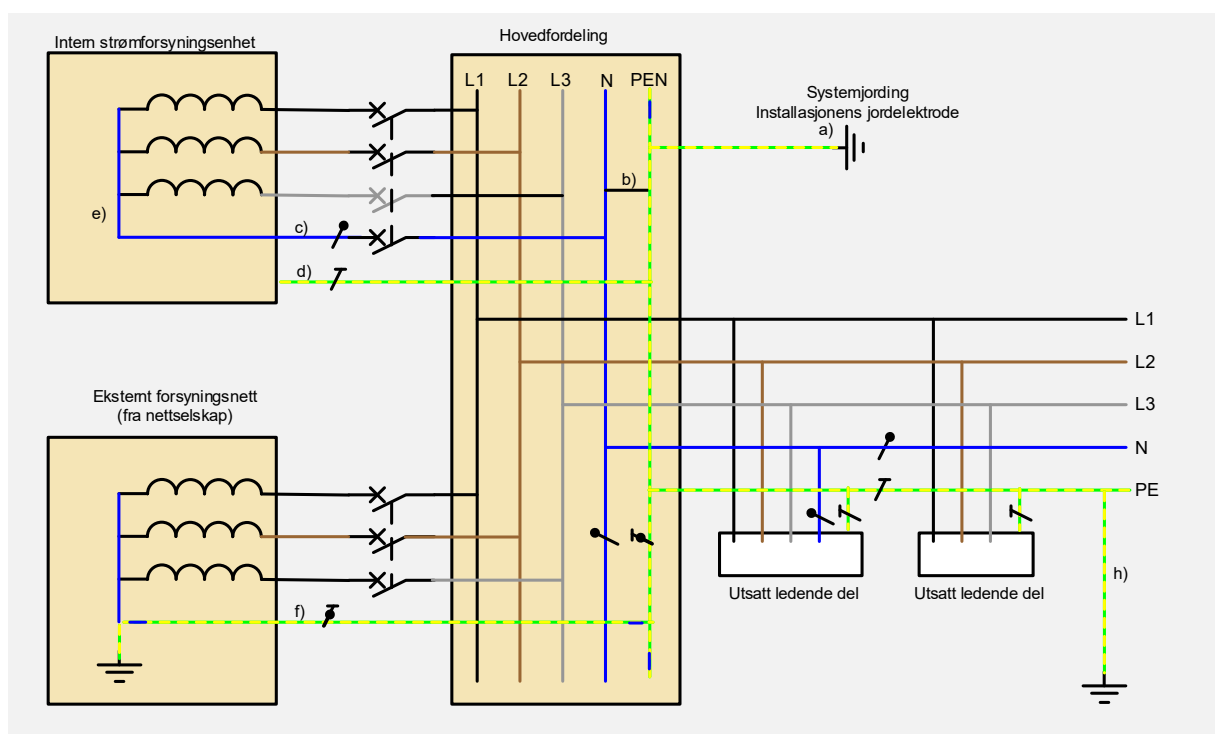 Intern strømforsyningsenhet
Hovedfordeling
L1 L2 L3 N PEN
Systemjording
Installasjonens jordelektrode
a)
b)
e)
c)
d)
L1
L2
Eksternt forsyningsnett
(fra nettselskap)
L3
N
PE
h)
Utsatt ledende del
Utsatt ledende del
f)